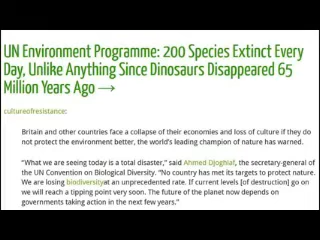 UN Environment Programme: 200 Species Extinct Every
Day, Unlike Anything Since Dinosaurs Disappeared 65
Million Years Ago →
cultureofresistance:
Britain and other countries face a collapse of their economies and loss of culture if they do
not protect the environment better, the world's leading champion of nature has warned.
“What we are seeing today is a total disaster,” said Ahmed Djoghlaf, the secretary-general of
the UN Convention on Biological Diversity. “No country has met its targets to protect nature.
We are losing biodiversityat an unprecedented rate. If current levels [of destruction] go on
we will reach a tipping point very soon. The future of the planet now depends on
governments taking action in the next few years.”